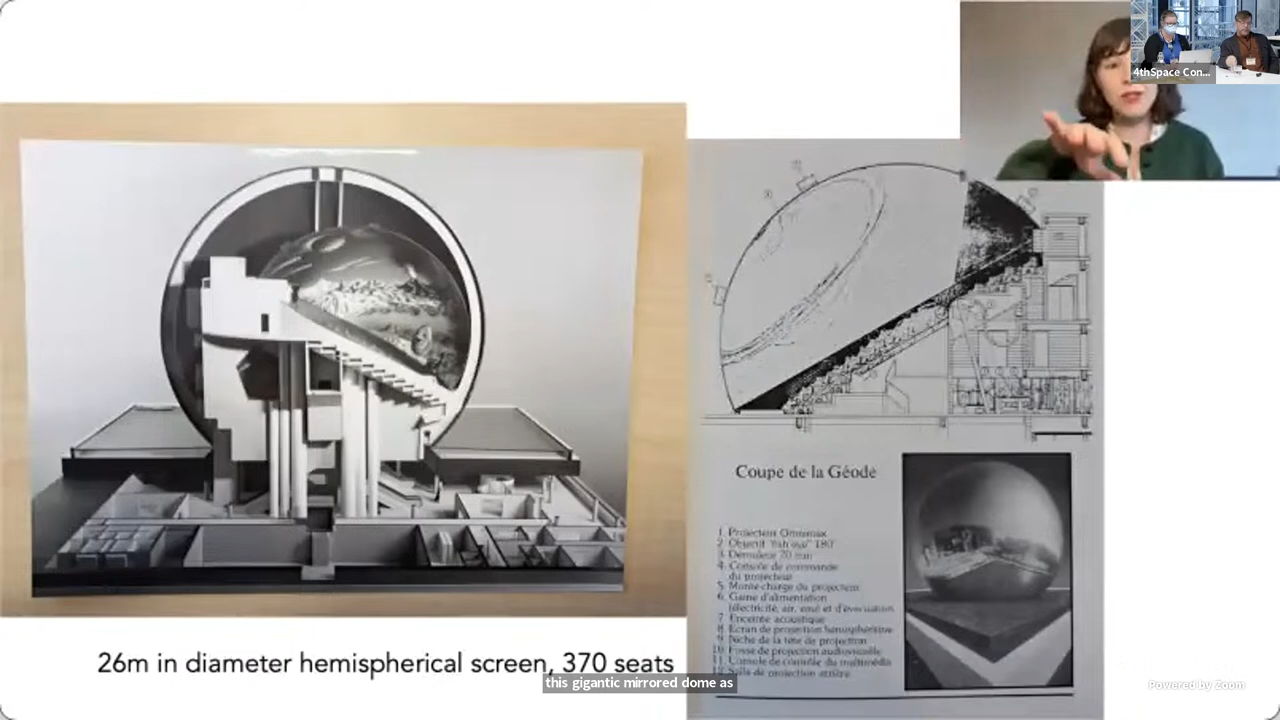 4thSpace Con...
Coupe de la Géode
1. Projecteur Omnimax
2. Objectif "fish eye" 180°
3. Dérouleur 70 mm
4. Console de commande
du projecteur
5. Monte-charge du projecteur
6. Gaine d'alimentation
(électricité, air, eau) et d'évacuation
7. Enceinte acoustique
8. Ecran de projection hémisphérique
9. Niche de la tête de projection
10. Fosse de projection audiovisuelle
11. Console de contrôle du multimédia
12. Salle de projection
26m in diameter hemispherical screen, 370 seats
this gigantic mirrored dome as
Powered by Zoom